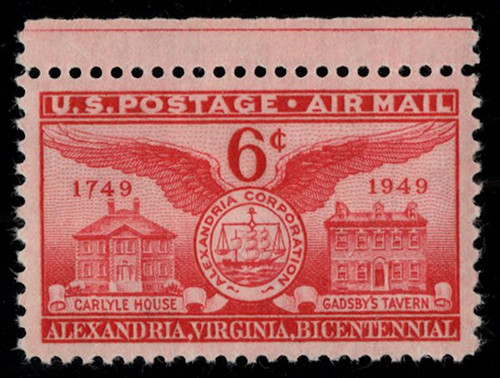 U.S. POSTAGE · AIR MAIL
6¢
1749 1949
ALEXANDRIA CORPORATION
CARLYLE HOUSE GADSBY'S TAVERN
ALEXANDRIA, VIRGINIA, BICENTENNIAL